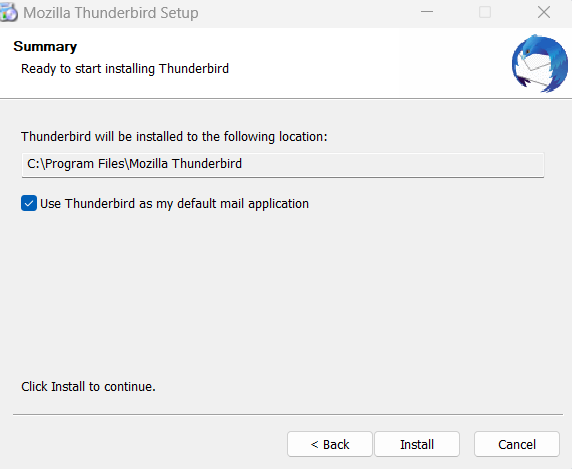 Mozilla Thunderbird Setup
Summary
Ready to start installing Thunderbird
Thunderbird will be installed to the following location:
C:\Program Files\Mozilla Thunderbird
Use Thunderbird as my default mail application
Click Install to continue.
< Back
Install
Cancel